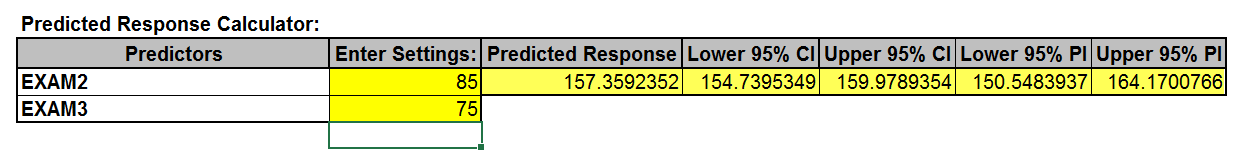 Predicted Response Calculator:
Predictors Enter Settings: Predicted Response Lower 95% CI Upper 95% CI Lower 95% PI Upper 95% PI
EXAM2 85 157.3592352 154.7395349 159.9789354 150.5483937 164.1700766
EXAM3 75